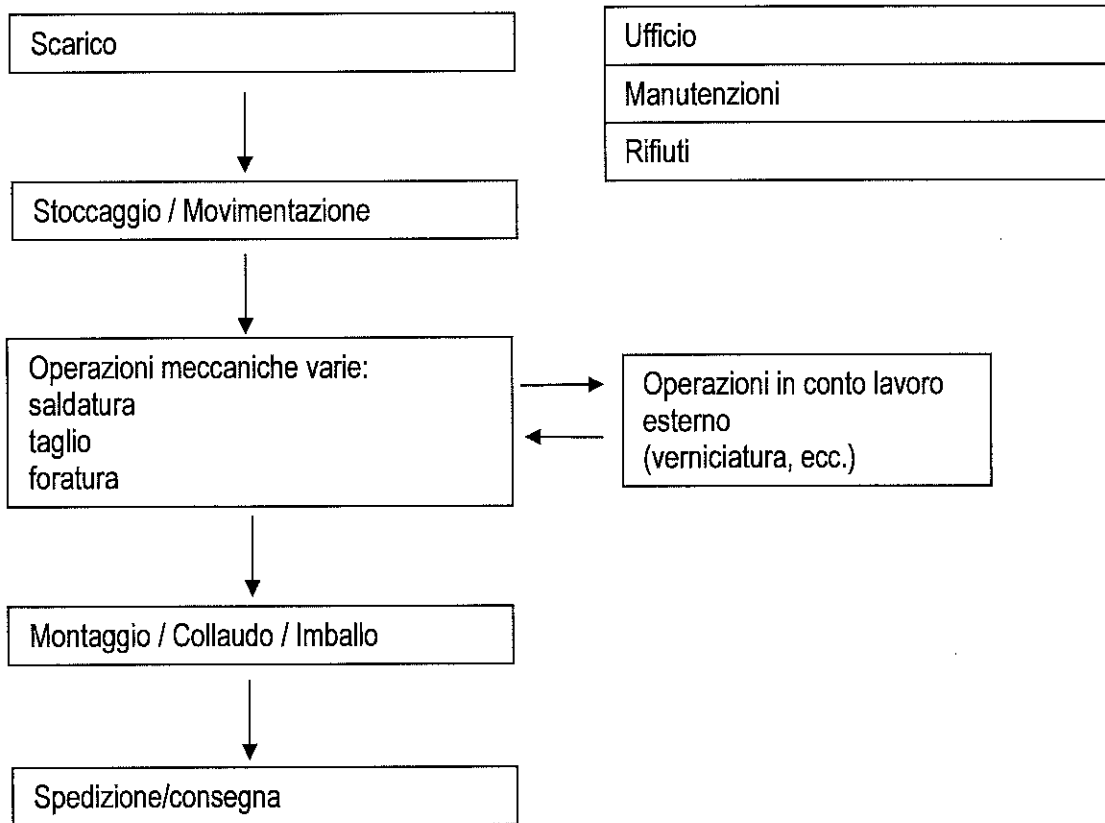 Scarico
Ufficio
Manutenzioni
Rifiuti
Stoccaggio / Movimentazione
Operazioni meccaniche varie:
saldatura
taglio
foratura
Operazioni in conto lavoro
esterno
(verniciatura, ecc.)
Montaggio / Collaudo / Imballo
Spedizione/consegna